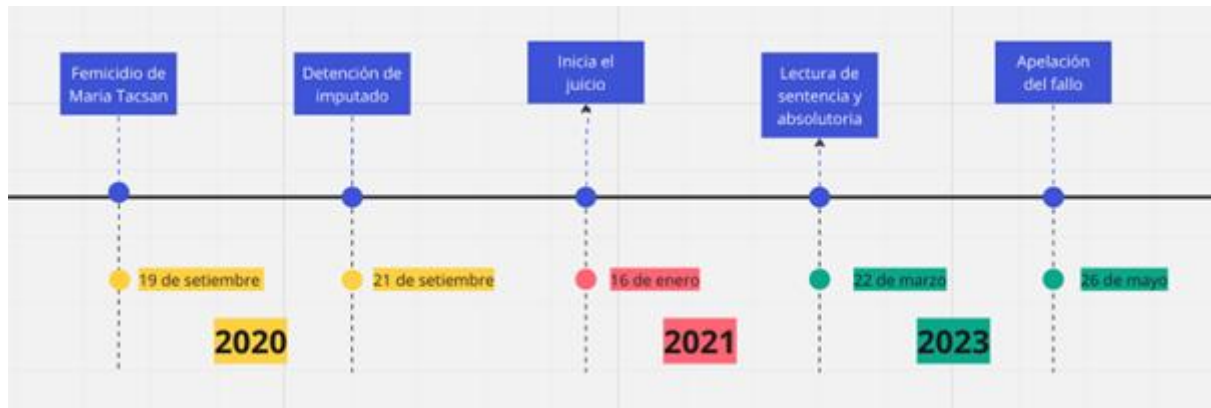 Femicidio de
Maria Tacsan
Detención de
imputado
Inicia el
juicio
Lectura de
sentencia y
absolutoria
Apelación
del fallo
19 de setiembre
21 de setiembre
16 de enero
22 de marzo
26 de mayo
2020
2021
2023